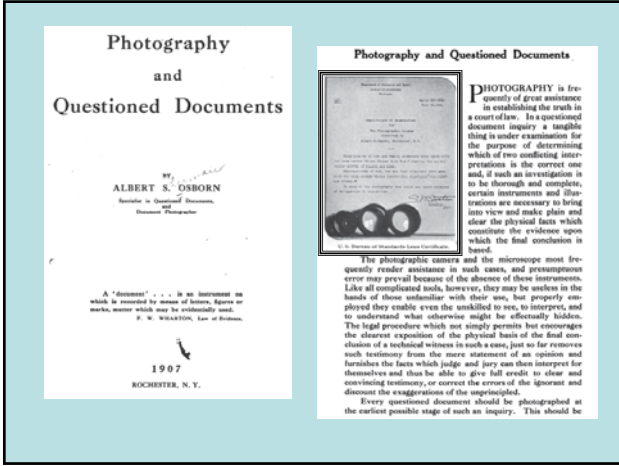 Photography
and
Questioned Documents
BY
ALBERT S. OSBORN
Specialist in Questioned Documents,
and
Document Photographer
A "document" . . . is an instrument on
which is recorded by means of letters, figures or
marks, matter which may be evidentially used.
F. W. WHARTON, Law of Evidence.
1907
ROCHESTER, N. Y.
Photography and Questioned Documents
PHOTOGRAPHY is fre-
quently of great assistance
in establishing the truth in
a court of law. In a questioned
document inquiry a tangible
thing is under examination for
the purpose of determining
which of two conflicting inter-
pretations is the correct one
and, if such an investigation is
to be thorough and complete,
certain instruments and illus-
trations are necessary to bring
into view and make plain and
clear the physical facts which
constitute the evidence upon
which the final conclusion is
based.
U. S. Bureau of Standards Lens Certificate.
The photographic camera and the microscope most fre-
quently render assistance in such cases, and presumptuous
error may prevail because of the absence of these instruments.
Like all complicated tools, however, they may be useless in the
hands of those unfamiliar with their use, but properly em-
ployed they enable even the unskilled to see, to interpret, and
to understand what otherwise might be effectually hidden.
The legal procedure which not simply permits but encourages
the clearest exposition of the physical basis of the final con-
clusion of a technical witness in such a case, just so far removes
such testimony from the mere statement of an opinion and
furnishes the facts which judge and jury can then interpret for
themselves and thus be able to give full credit to clear and
convincing testimony, or correct the errors of the ignorant and
discount the exaggerations of the unprincipled.
Every questioned document should be photographed at
the earliest possible stage of such an inquiry. This should be